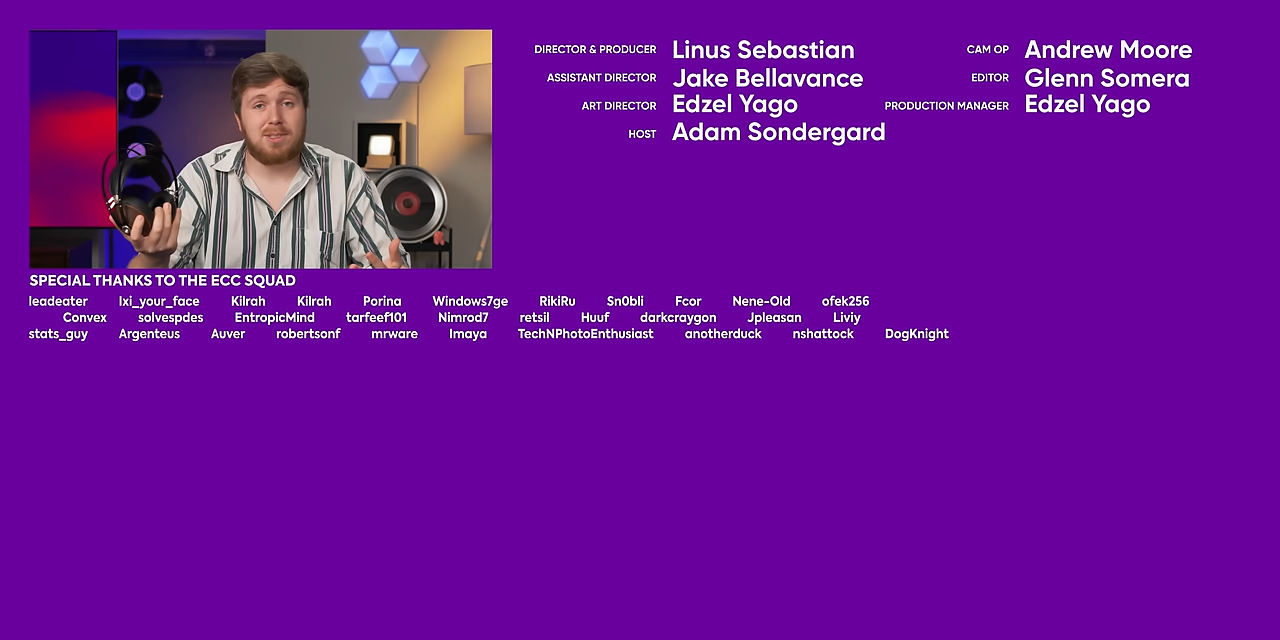 DIRECTOR & PRODUCER Linus Sebastian
ASSISTANT DIRECTOR Jake Bellavance
ART DIRECTOR Edzel Yago
HOST Adam Sondergard
CAM OP Andrew Moore
EDITOR Glenn Somera
PRODUCTION MANAGER Edzel Yago
SPECIAL THANKS TO THE ECC SQUAD
leadeater Ixi_your_face Kilrah Kilrah Porina Windows7ge RikiRu Sn0bli Fcor Nene-Old ofek256
Convex solvespdes EntropicMind tarfeef101 Nimrod7 retsil Huuf darkcraygon Jpleasan Liviy
stats_guy Argenteus Auver robertsonf mrware Imaya TechNPhotoEnthusiast anotherduck nshattock DogKnight